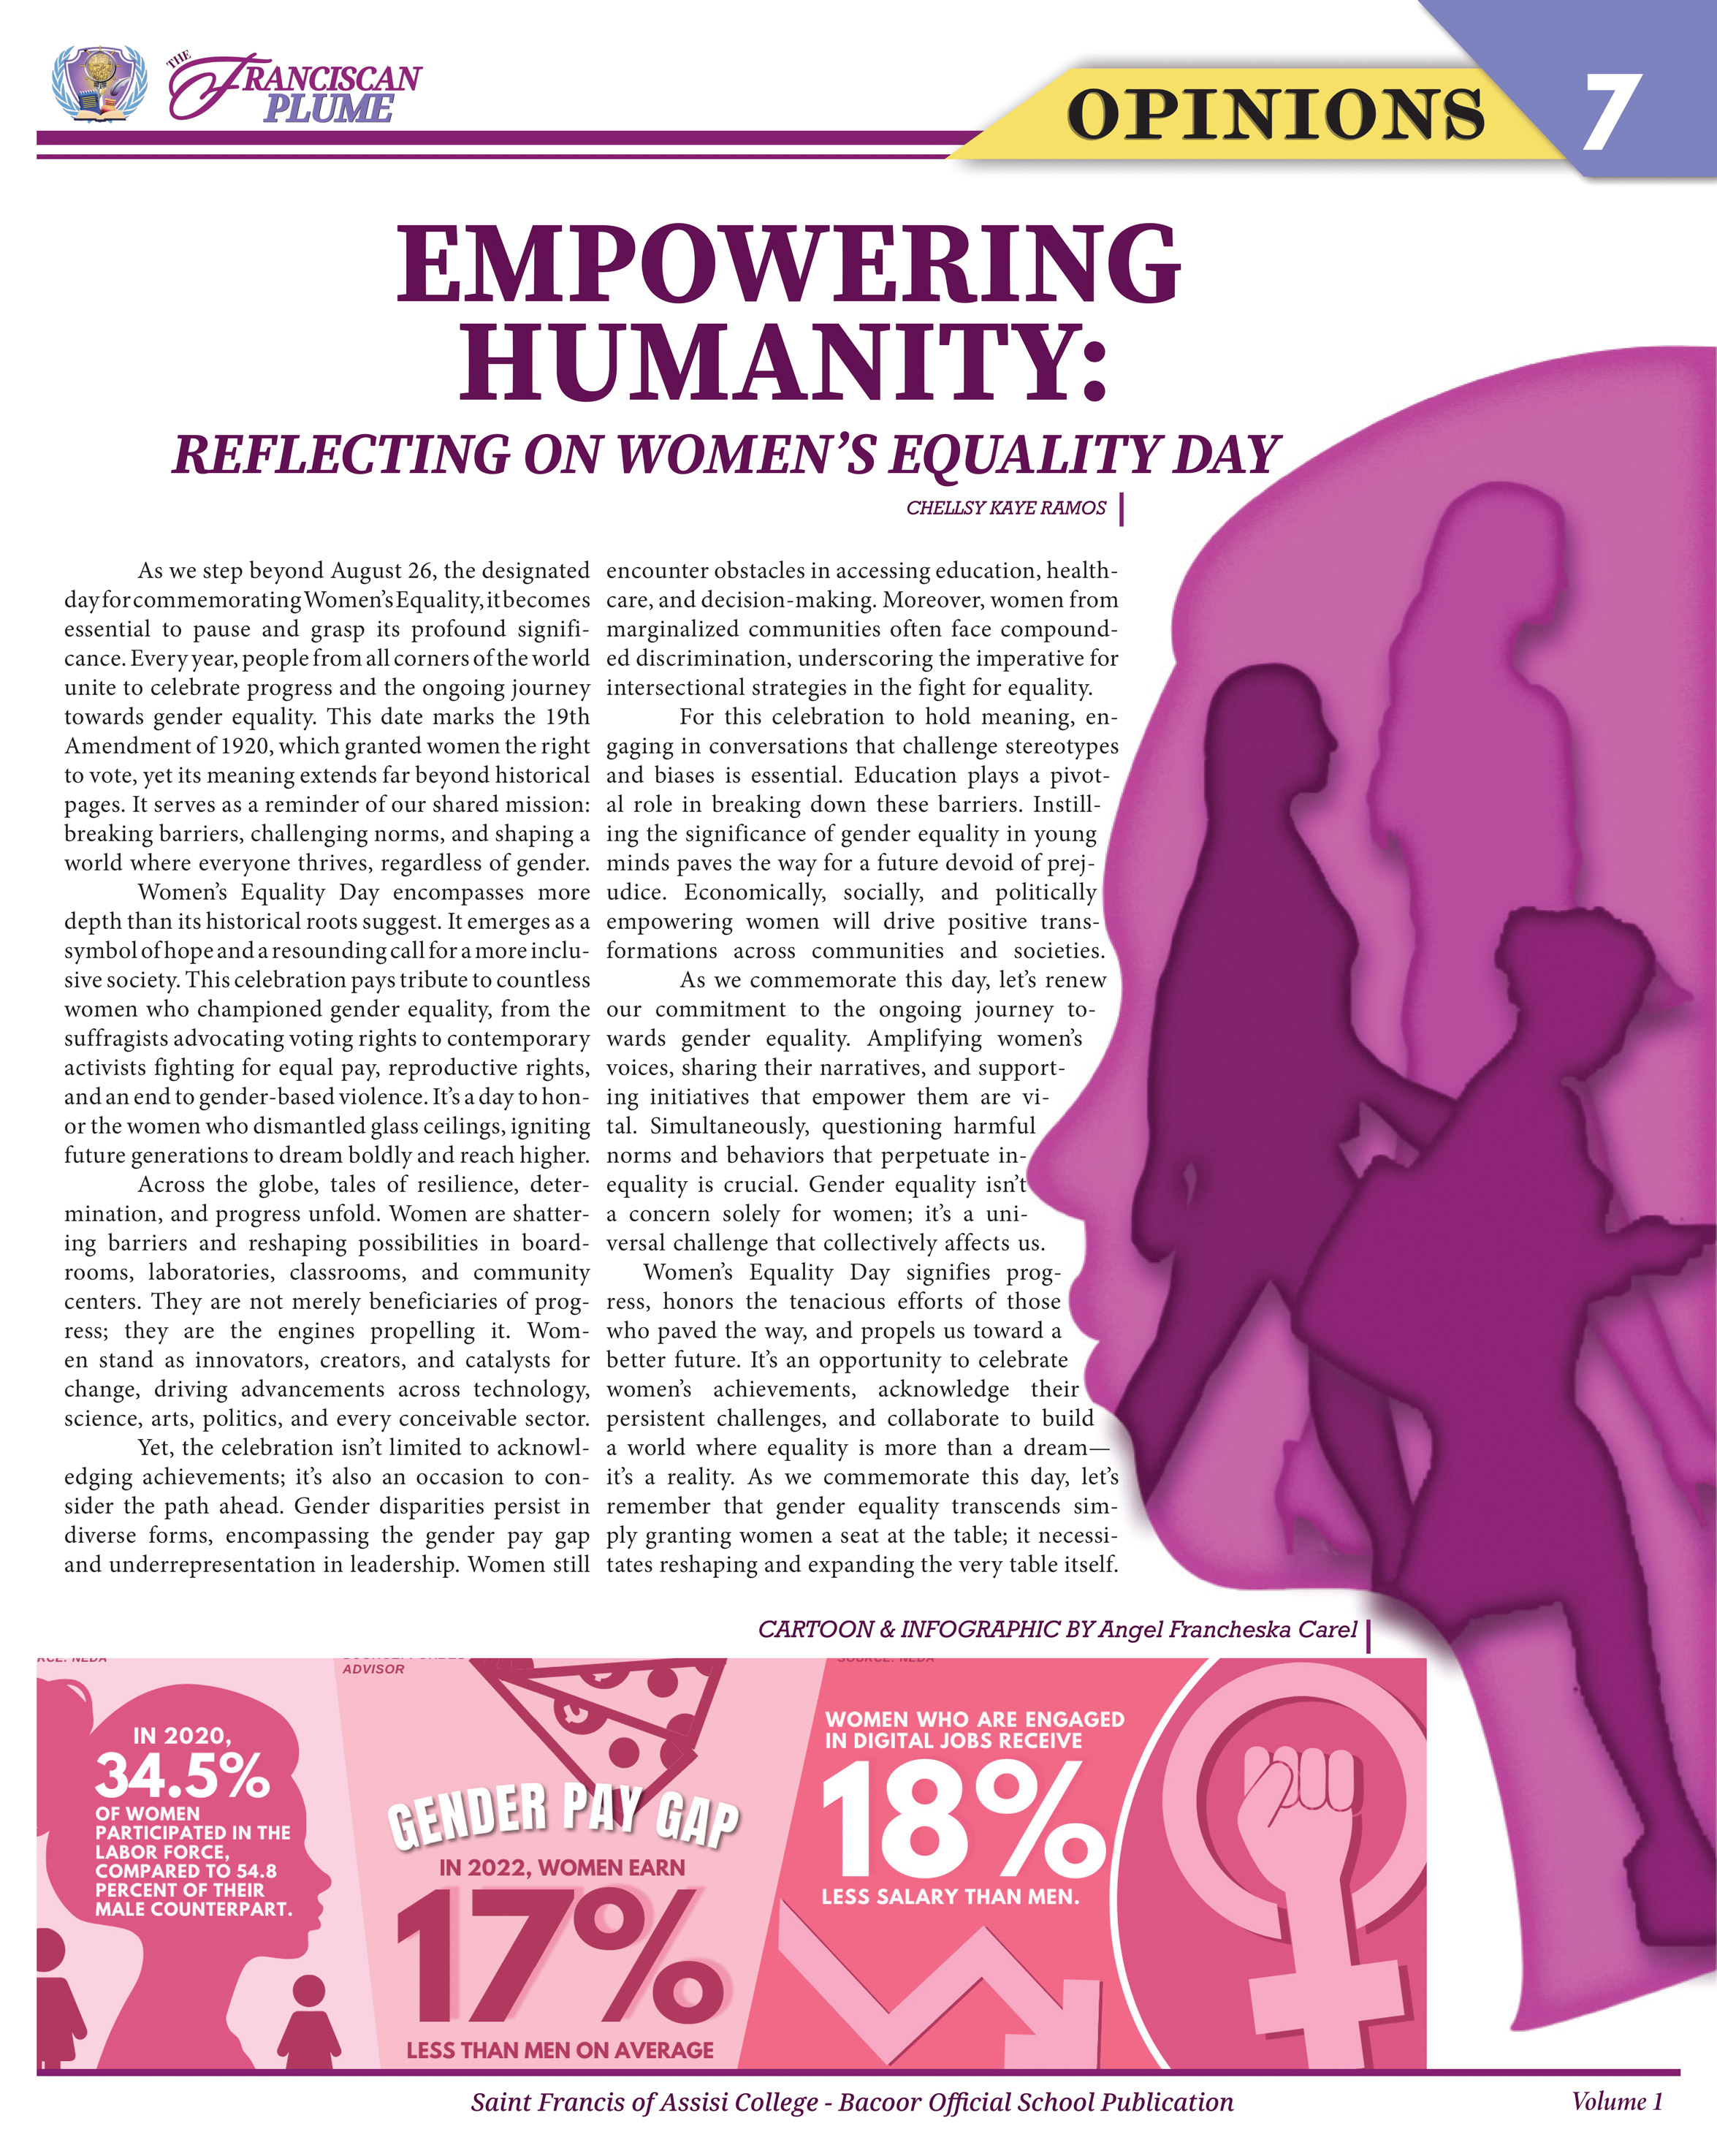 THE
FRANCISCAN
PLUME
OPINIONS
7
EMPOWERING
HUMANITY:
REFLECTING ON WOMEN'S EQUALITY DAY
CHELLSY KAYE RAMOS
As we step beyond August 26, the designated
day for commemorating Women's Equality, it becomes
essential to pause and grasp its profound signifi-
cance. Every year, people from all corners of the world
unite to celebrate progress and the ongoing journey
towards gender equality. This date marks the 19th
Amendment of 1920, which granted women the right
to vote, yet its meaning extends far beyond historical
pages. It serves as a reminder of our shared mission:
breaking barriers, challenging norms, and shaping a
world where everyone thrives, regardless of gender.
Women's Equality Day encompasses more
depth than its historical roots suggest. It emerges as a
symbol of hope and a resounding call for a more inclu-
sive society. This celebration pays tribute to countless
women who championed gender equality, from the
suffragists advocating voting rights to contemporary
activists fighting for equal pay, reproductive rights,
and an end to gender-based violence. It's a day to hon-
or the women who dismantled glass ceilings, igniting
future generations to dream boldly and reach higher.
Across the globe, tales of resilience, deter-
mination, and progress unfold. Women are shatter-
ing barriers and reshaping possibilities in board-
rooms, laboratories, classrooms, and community
centers. They are not merely beneficiaries of prog-
ress; they are the engines propelling it. Wom-
en stand as innovators, creators, and catalysts for
change, driving advancements across technology,
science, arts, politics, and every conceivable sector.
Yet, the celebration isn't limited to acknowl-
edging achievements; it's also an occasion to con-
sider the path ahead. Gender disparities persist in
diverse forms, encompassing the gender pay gap
and underrepresentation in leadership. Women still
encounter obstacles in accessing education, health-
care, and decision-making. Moreover, women from
marginalized communities often face compound-
ed discrimination, underscoring the imperative for
intersectional strategies in the fight for equality.
For this celebration to hold meaning, en-
gaging in conversations that challenge stereotypes
and biases is essential. Education plays a pivot-
al role in breaking down these barriers. Instill-
ing the significance of gender equality in young
minds paves the way for a future devoid of prej-
udice. Economically, socially, and politically
empowering women will drive positive trans-
formations across communities and societies.
As we commemorate this day, let's renew
our commitment to the ongoing journey to-
wards gender equality. Amplifying women's
voices, sharing their narratives, and support-
ing initiatives that empower them are vi-
tal. Simultaneously, questioning harmful
norms and behaviors that perpetuate in-
equality is crucial. Gender equality isn't
a concern solely for women; it's a uni-
versal challenge that collectively affects us.
Women's Equality Day signifies prog-
ress, honors the tenacious efforts of those
who paved the way, and propels us toward a
better future. It's an opportunity to celebrate
women's achievements, acknowledge their
persistent challenges, and collaborate to build
a world where equality is more than a dream—
it's a reality. As we commemorate this day, let's
remember that gender equality transcends sim-
ply granting women a seat at the table; it necessi-
tates reshaping and expanding the very table itself.
CARTOON & INFOGRAPHIC BY Angel Francheska Carel
IN 2020,
34.5%
OF WOMEN
PARTICIPATED IN THE
LABOR FORCE,
COMPARED TO 54.8
PERCENT OF THEIR
MALE COUNTERPART.
ADVISOR
GENDER PAY GAP
IN 2022, WOMEN EARN
17%
LESS THAN MEN ON AVERAGE
SOURCE: NEDA
WOMEN WHO ARE ENGAGED
IN DIGITAL JOBS RECEIVE
18%
LESS SALARY THAN MEN.
Saint Francis of Assisi College - Bacoor Official School Publication
Volume 1